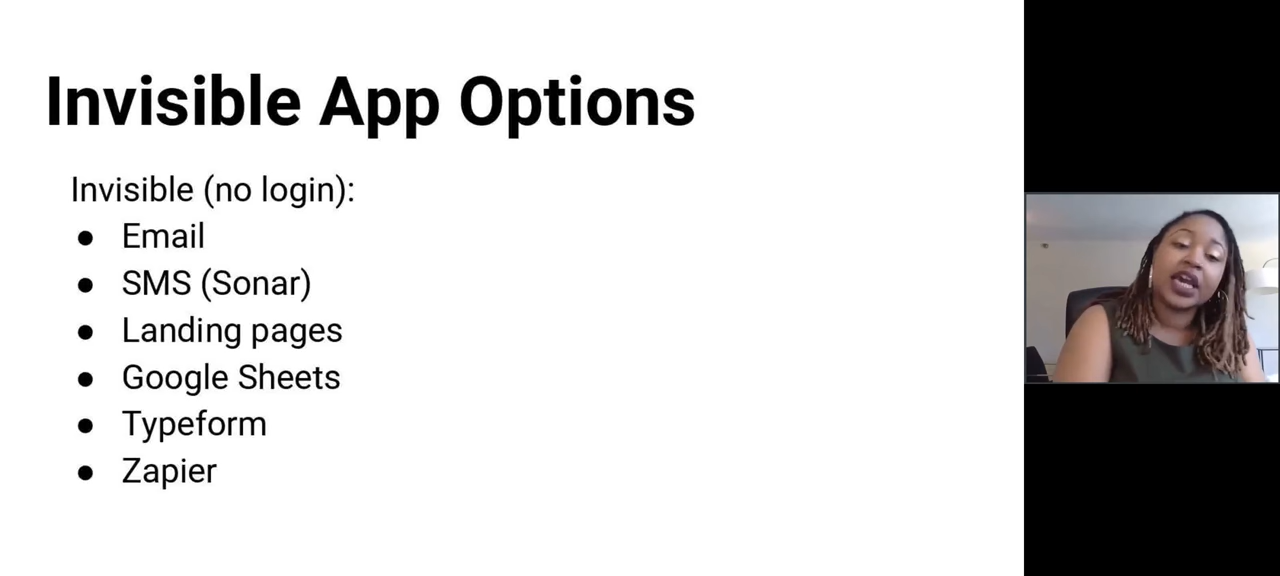 Invisible App Options
Invisible (no login):
● Email
● SMS (Sonar)
● Landing pages
● Google Sheets
● Typeform
● Zapier